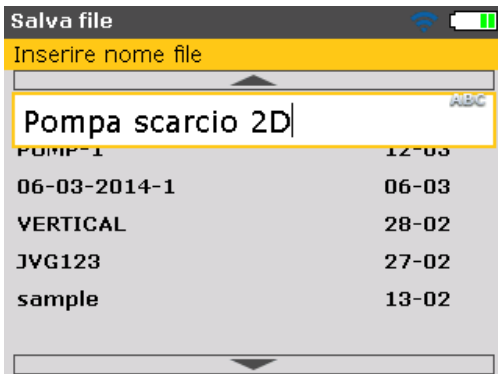 Salva file
Inserire nome file
ABC
Pompa scarcio 2D
PUMP-1 12-03
06-03-2014-1 06-03
VERTICAL 28-02
JVG123 27-02
sample 13-02